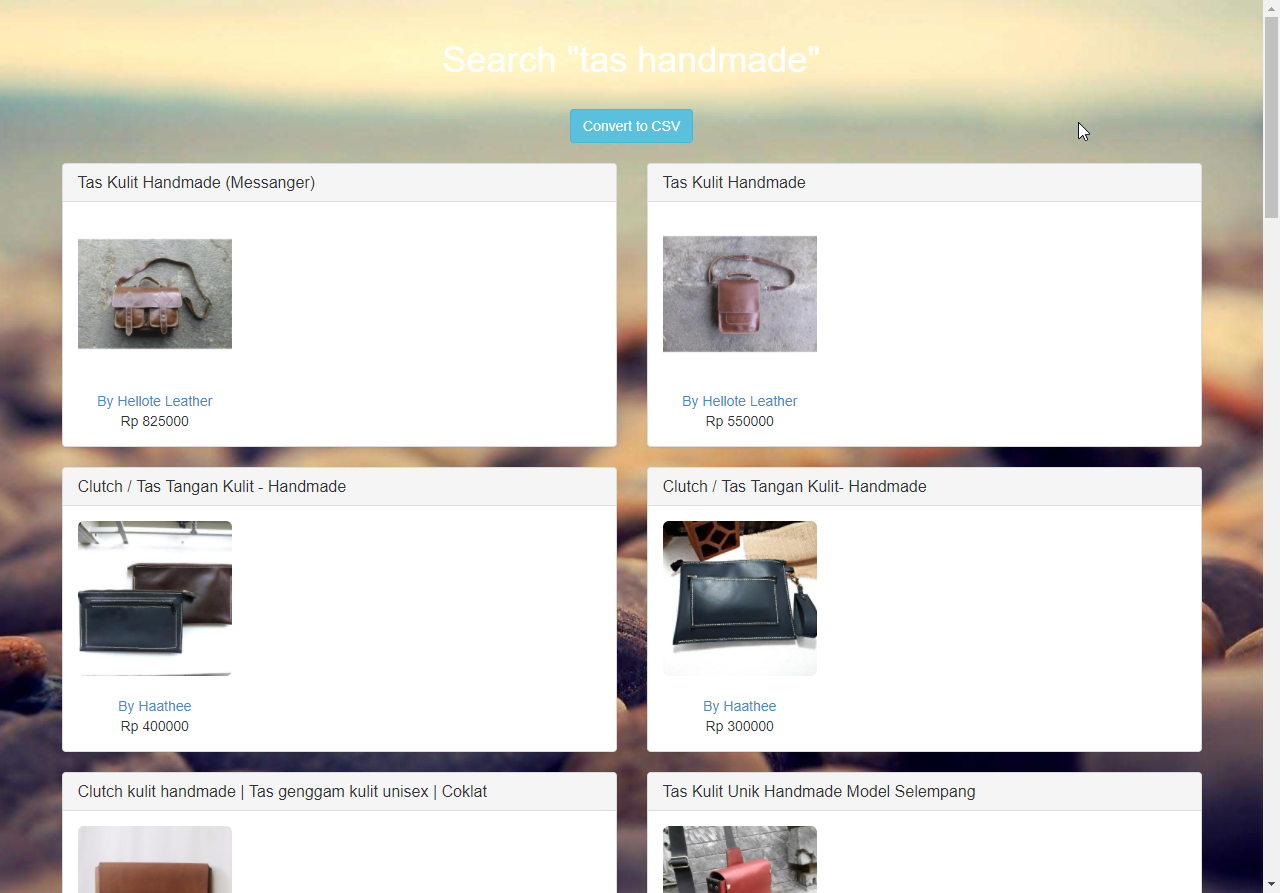 Search "tas handmade"
Convert to CSV
Tas Kulit Handmade (Messanger)
By Hellote Leather
Rp 825000
Tas Kulit Handmade
By Hellote Leather
Rp 550000
Clutch / Tas Tangan Kulit - Handmade
By Haathee
Rp 400000
Clutch / Tas Tangan Kulit- Handmade
By Haathee
Rp 300000
Clutch kulit handmade | Tas genggam kulit unisex | Coklat
Tas Kulit Unik Handmade Model Selempang